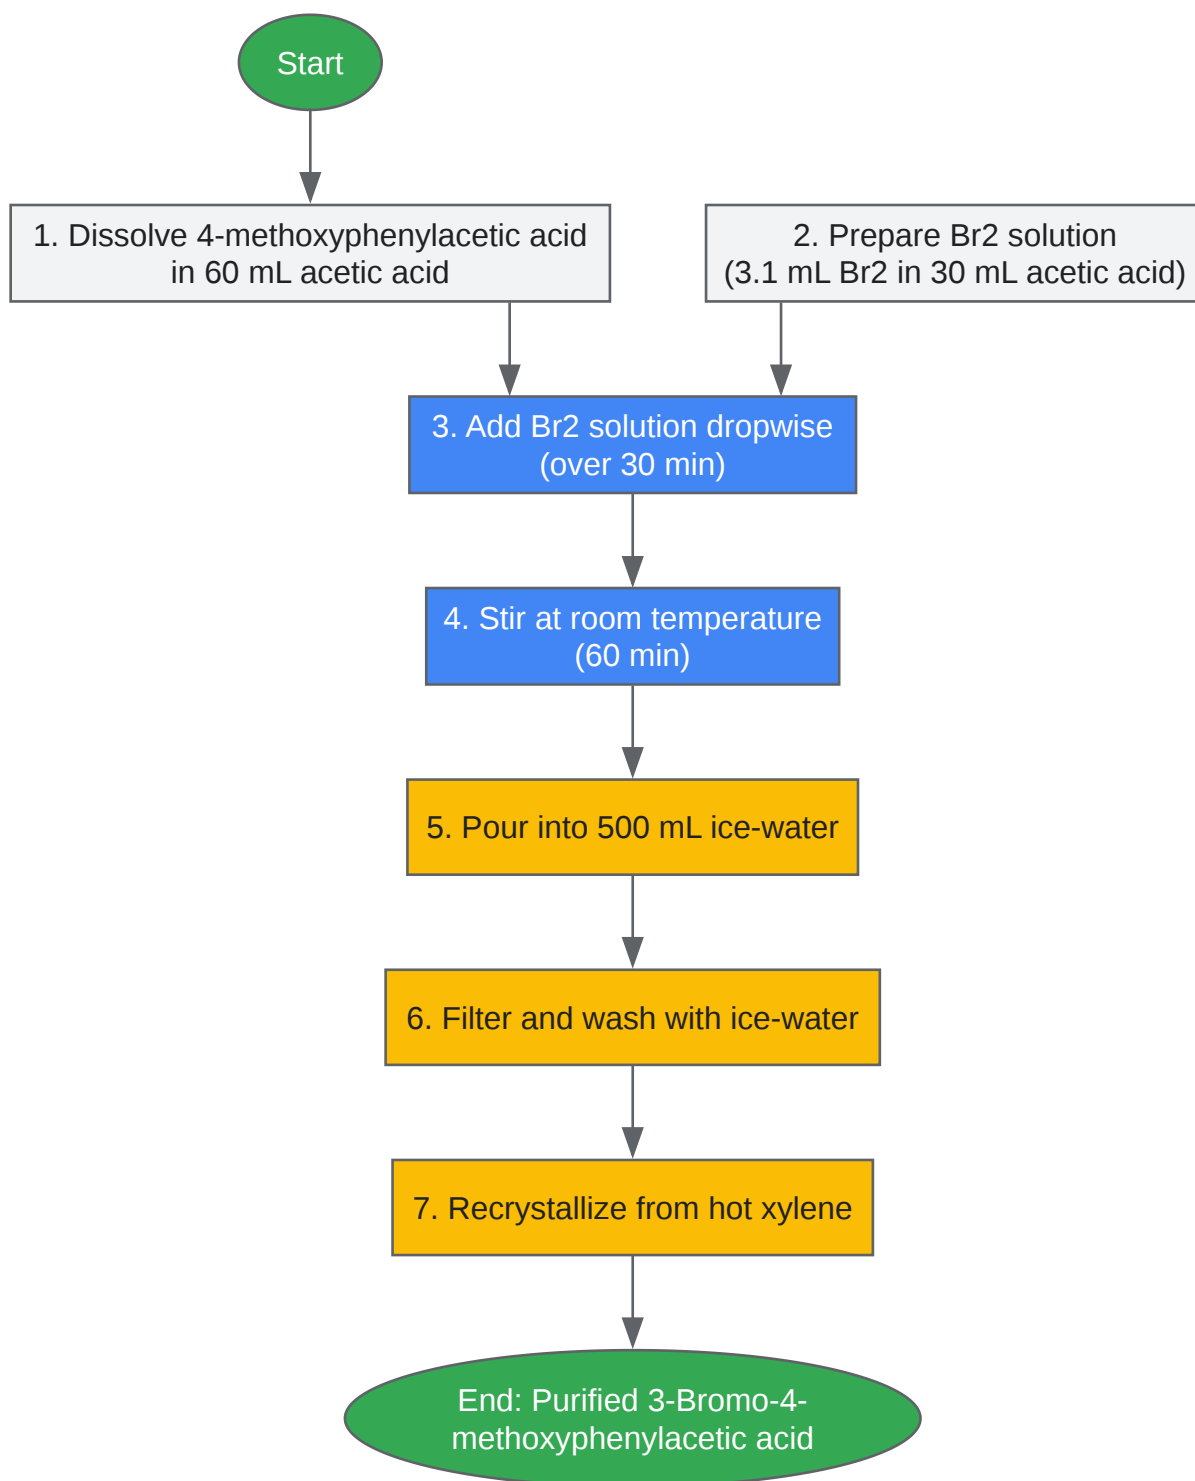 Start
1. Dissolve 4-methoxyphenylacetic acid
in 60 mL acetic acid
2. Prepare Br2 solution
(3.1 mL Br2 in 30 mL acetic acid)
3. Add Br2 solution dropwise
(over 30 min)
4. Stir at room temperature
(60 min)
5. Pour into 500 mL ice-water
6. Filter and wash with ice-water
7. Recrystallize from hot xylene
End: Purified 3-Bromo-4-
methoxyphenylacetic acid